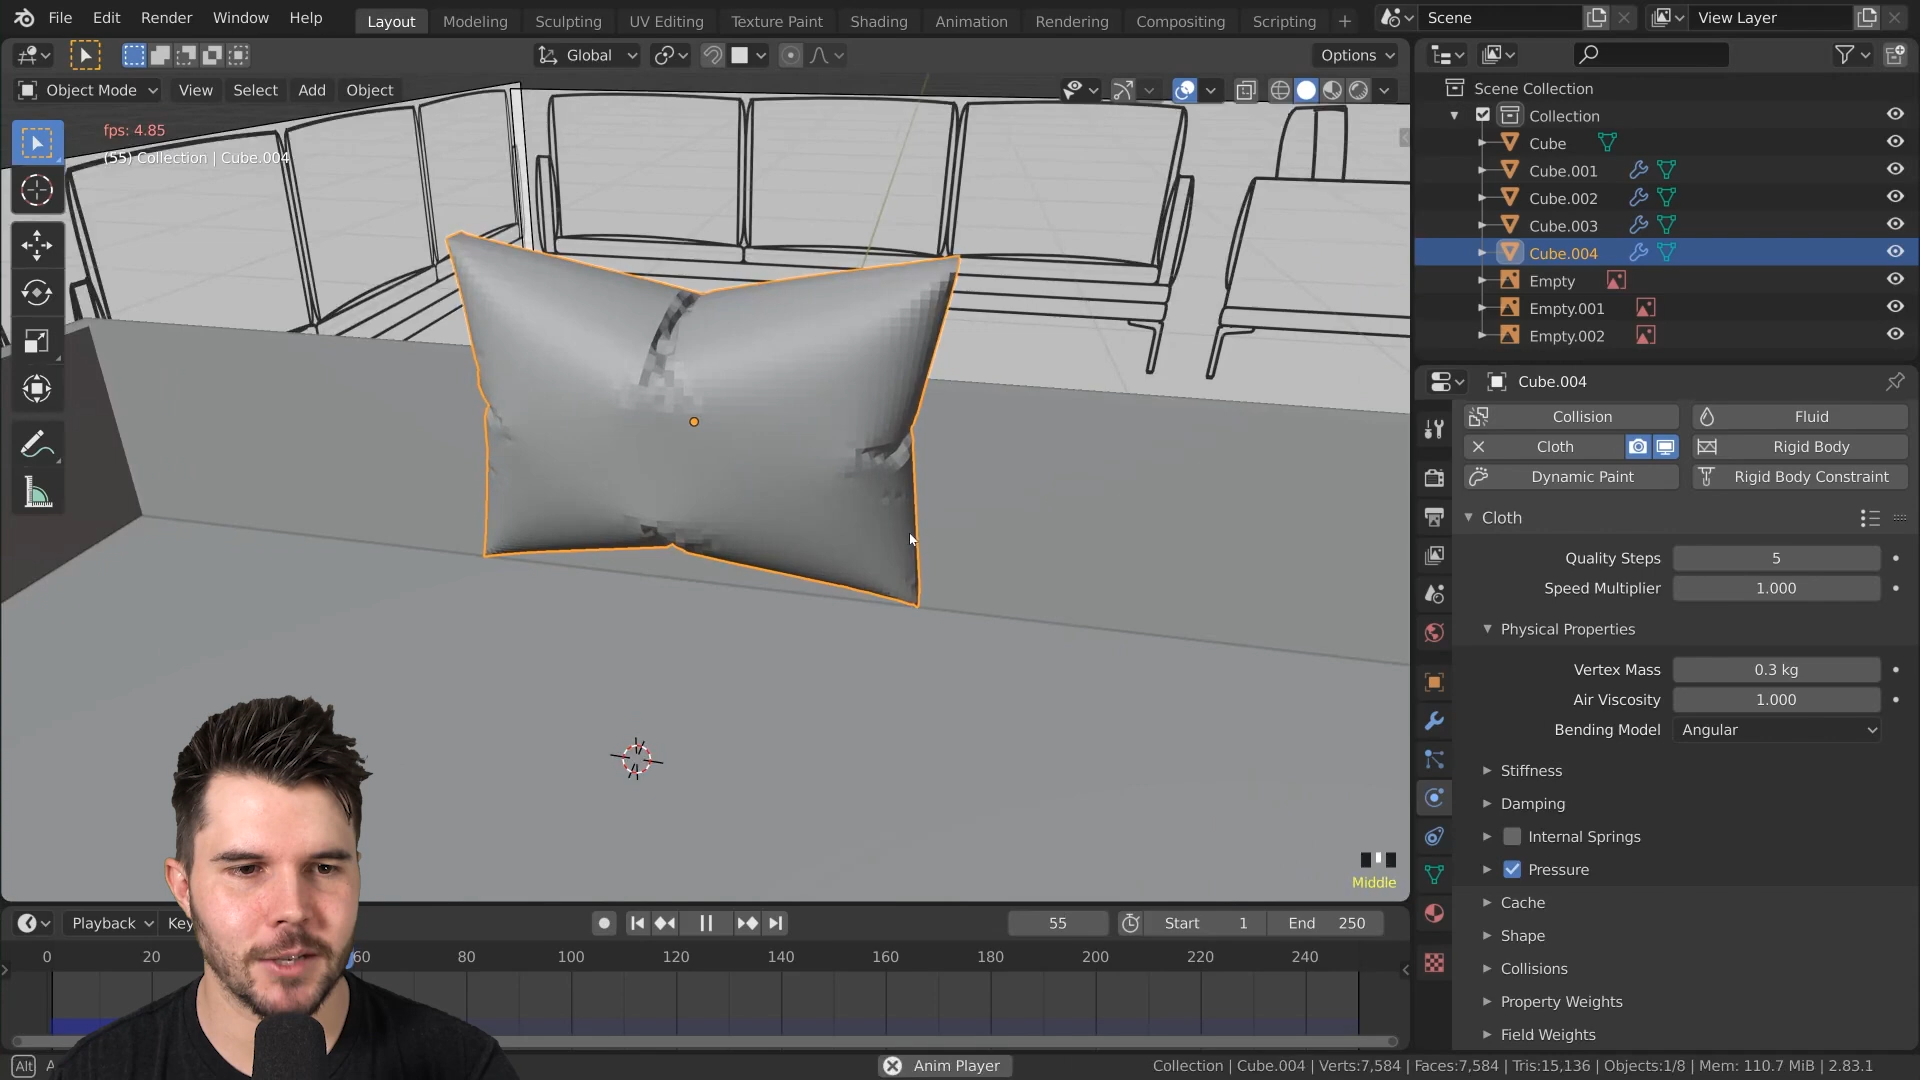 File Edit Render Window Help
Layout Modeling Sculpting UV Editing Texture Paint Shading Animation Rendering Compositing Scripting +
Scene
View Layer
Global
Options
Object Mode View Select Add Object
fps: 4.85
(55) Collection | Cube.004
Middle
Scene Collection
Collection
Cube
Cube.001
Cube.002
Cube.003
Cube.004
Empty
Empty.001
Empty.002
Cube.004
Collision Fluid
Cloth Rigid Body
Dynamic Paint Rigid Body Constraint
Cloth
Quality Steps 5
Speed Multiplier 1.000
Physical Properties
Vertex Mass 0.3 kg
Air Viscosity 1.000
Bending Model Angular
Stiffness
Damping
Internal Springs
Pressure
Cache
Shape
Collisions
Property Weights
Field Weights
Playback Key 55 Start 1 End 250
0 20 60 80 100 120 140 160 180 200 220 240
Alt A Anim Player Collection | Cube.004 | Verts:7,584 | Faces:7,584 | Tris:15,136 | Objects:1/8 | Mem: 110.7 MiB | 2.83.1